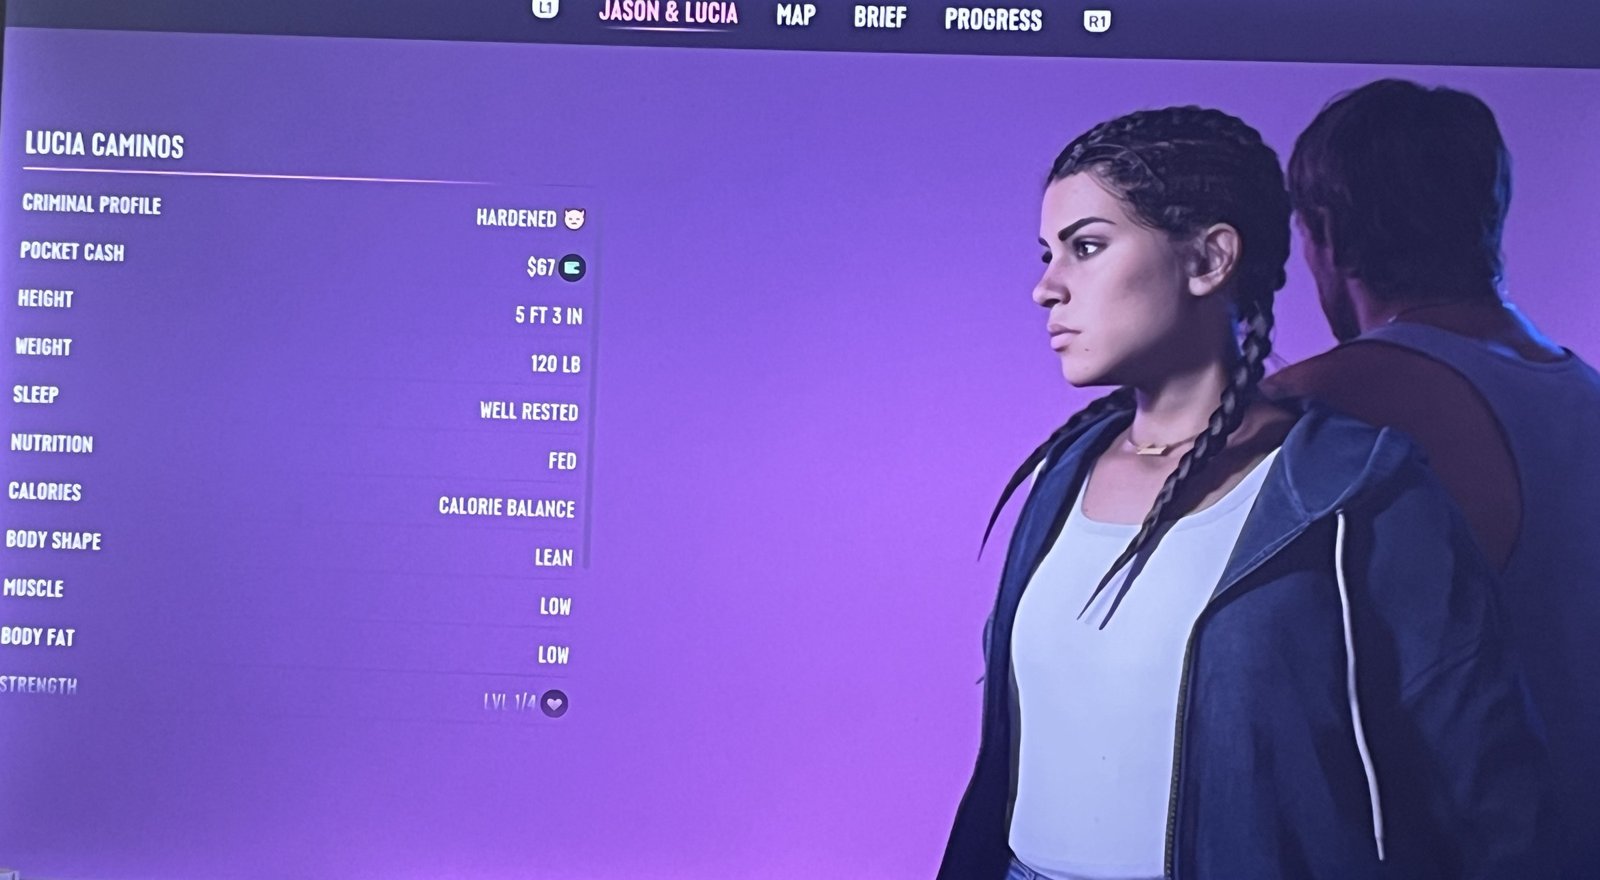 L1 JASON & LUCIA MAP BRIEF PROGRESS R1
LUCIA CAMINOS
CRIMINAL PROFILE HARDENED
POCKET CASH $67
HEIGHT 5 FT 3 IN
WEIGHT 120 LB
SLEEP WELL RESTED
NUTRITION FED
CALORIES CALORIE BALANCE
BODY SHAPE LEAN
MUSCLE LOW
BODY FAT LOW
STRENGTH LVL 1/4